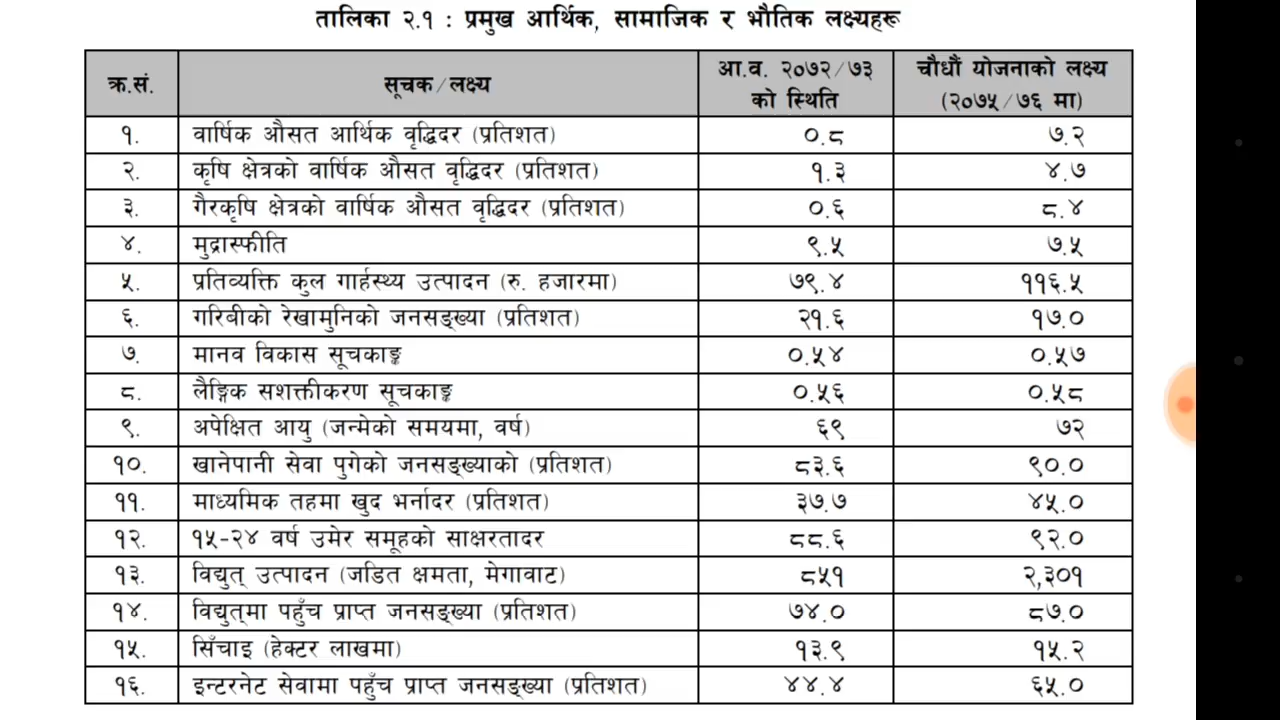 तालिका २.१ : प्रमुख आर्थिक, सामाजिक र भौतिक लक्ष्यहरू
क्र.सं. सूचक/लक्ष्य आ.व. २०७२/७३ को स्थिति चौधौं योजनाको लक्ष्य (२०७५/७६ मा)
१. वार्षिक औसत आर्थिक वृद्धिदर (प्रतिशत) ०.८ ७.२
२. कृषि क्षेत्रको वार्षिक औसत वृद्धिदर (प्रतिशत) १.३ ४.७
३. गैरकृषि क्षेत्रको वार्षिक औसत वृद्धिदर (प्रतिशत) ०.६ ८.४
४. मुद्रास्फीति ९.५ ७.५
५. प्रतिव्यक्ति कुल गार्हस्थ्य उत्पादन (रु. हजारमा) ७९.४ ११६.५
६. गरिबीको रेखामुनिको जनसङ्ख्या (प्रतिशत) २१.६ १७.०
७. मानव विकास सूचकाङ्क ०.५४ ०.५७
८. लैङ्गिक सशक्तीकरण सूचकाङ्क ०.५६ ०.५८
९. अपेक्षित आयु (जन्मेको समयमा, वर्ष) ६९ ७२
१०. खानेपानी सेवा पुगेको जनसङ्ख्याको (प्रतिशत) ८३.६ ९०.०
११. माध्यमिक तहमा खुद भर्नादर (प्रतिशत) ३७.७ ४५.०
१२. १५-२४ वर्ष उमेर समूहको साक्षरतादर ८८.६ ९२.०
१३. विद्युत् उत्पादन (जडित क्षमता, मेगावाट) ८५१ २,३०१
१४. विद्युत्‌मा पहुँच प्राप्त जनसङ्ख्या (प्रतिशत) ७४.० ८७.०
१५. सिँचाइ (हेक्टर लाखमा) १३.९ १५.२
१६. इन्टरनेट सेवामा पहुँच प्राप्त जनसङ्ख्या (प्रतिशत) ४४.४ ६५.०